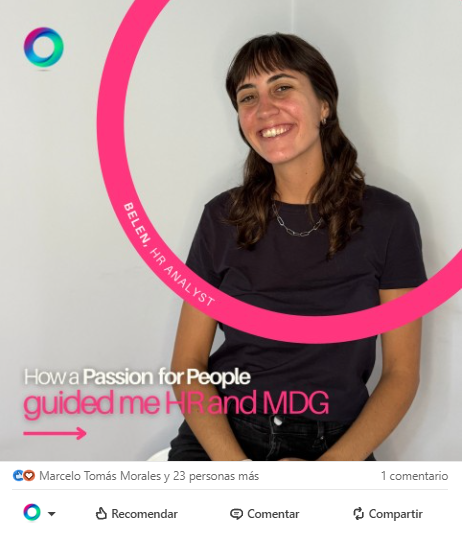 BELEN, HR ANALYST
How a Passion for People
guided me HR and MDG
Marcelo Tomás Morales y 23 personas más
1 comentario
Recomendar
Comentar
Compartir